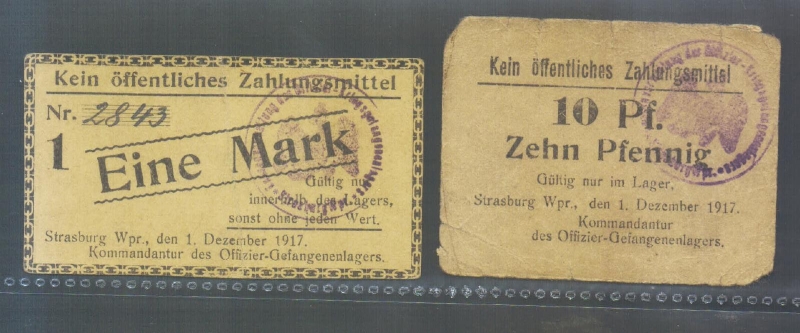 Kein öffentliches Zahlungsmittel
Nr. 2843
1 Eine Mark
Gültig nur
innerhalb des Lagers,
sonst ohne jeden Wert.
Strasburg Wpr., den 1. Dezember 1917.
Kommandantur des Offizier-Gefangenenlagers.
Kein öffentliches Zahlungsmittel
10 Pf.
Zehn Pfennig
Gültig nur im Lager,
Strasburg Wpr., den 1. Dezember 1917.
Kommandantur
des Offizier-Gefangenenlagers.